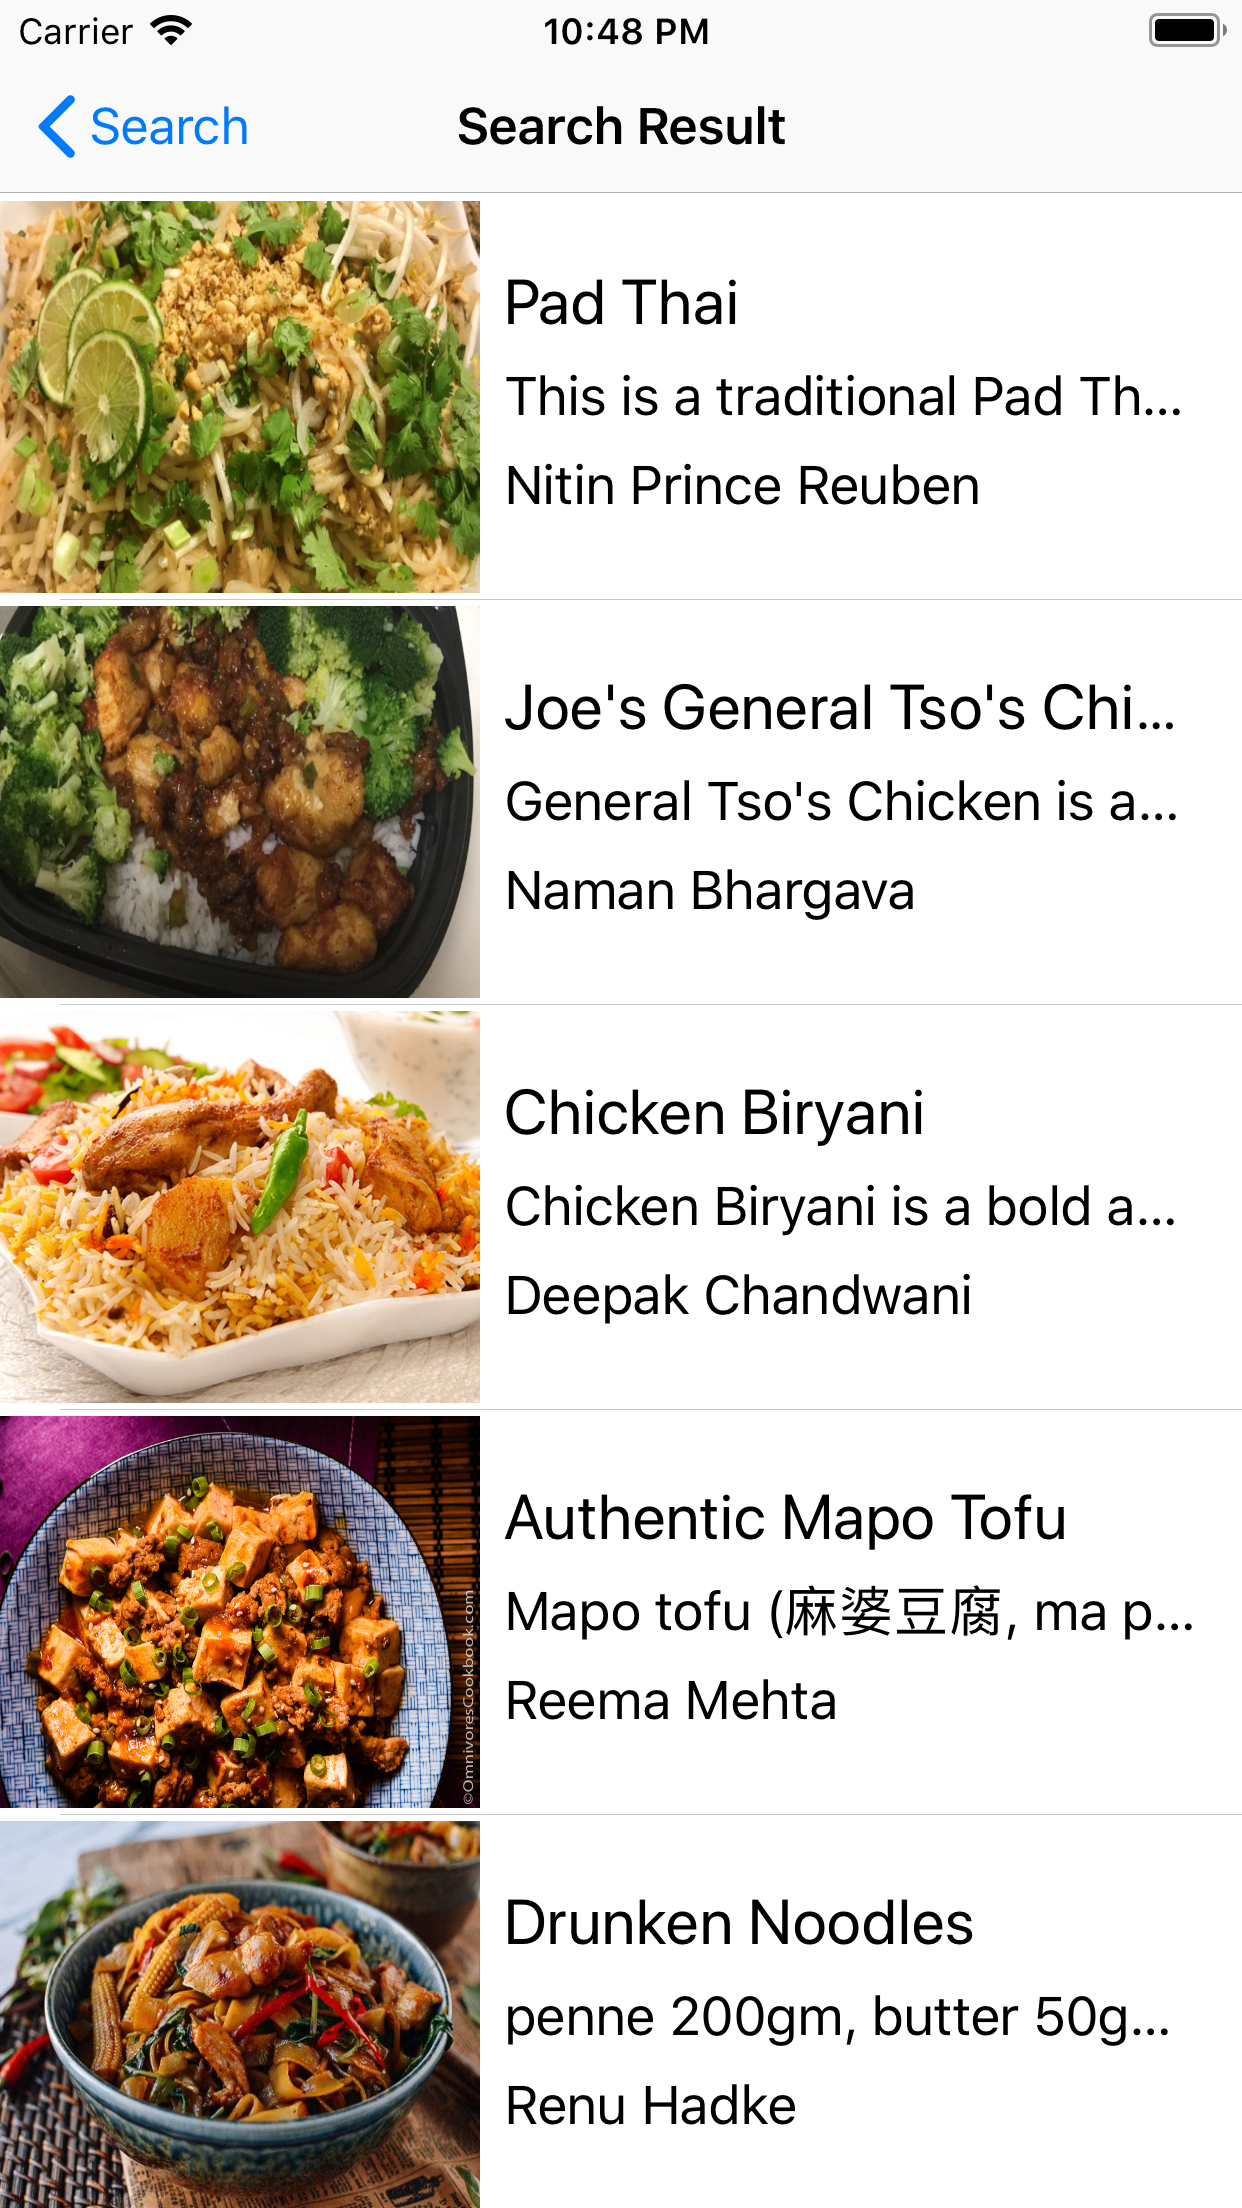 Carrier 10:48 PM
Search Search Result
Pad Thai
This is a traditional Pad Th...
Nitin Prince Reuben
Joe's General Tso's Chi...
General Tso's Chicken is a...
Naman Bhargava
Chicken Biryani
Chicken Biryani is a bold a...
Deepak Chandwani
Authentic Mapo Tofu
Mapo tofu (麻婆豆腐, ma p...
Reema Mehta
©OmnivoresCookbook.com
Drunken Noodles
penne 200gm, butter 50g...
Renu Hadke